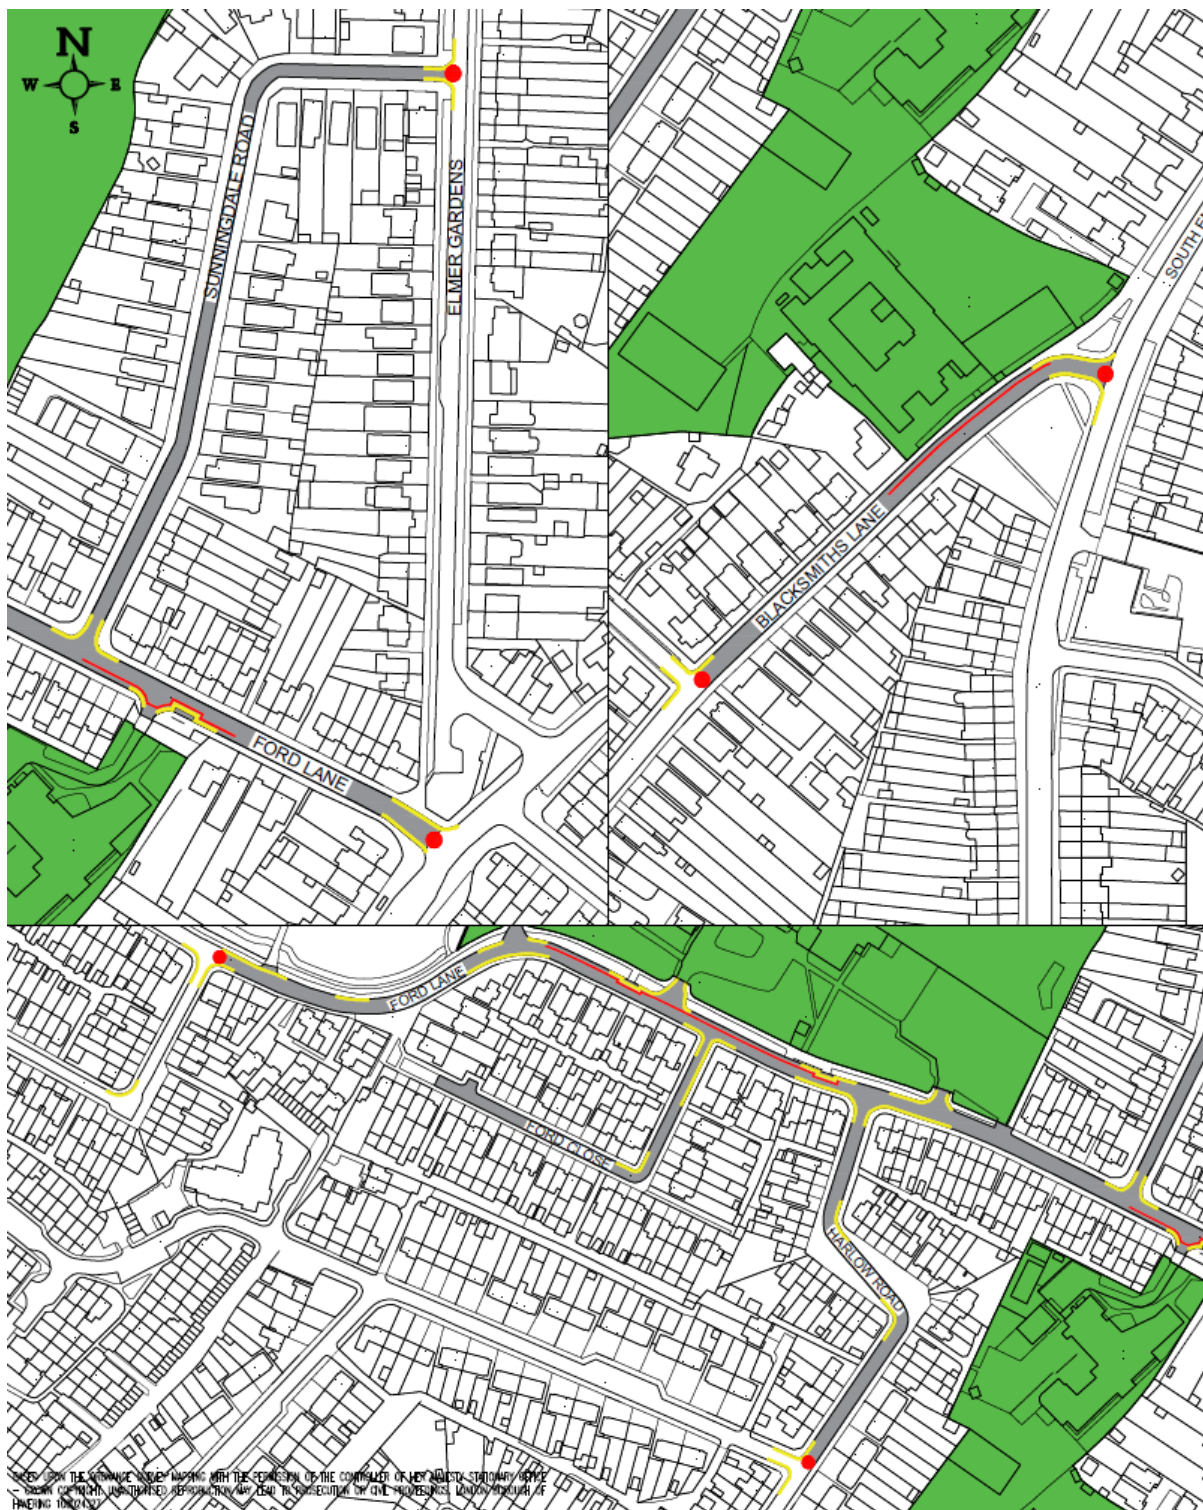 N
W E
S
SUNNINGDALE ROAD
ELMER GARDENS
FORD LANE
SOUTH
BLACKSMITHS LANE
FORD LANE
FORD CLOSE
HARLOW ROAD
BASED UPON THE ORDNANCE SURVEY MAPPING WITH THE PERMISSION OF THE CONTROLLER OF HER MAJESTY STATIONARY OFFICE
- CROWN COPYRIGHT. UNAUTHORISED REPRODUCTION MAY LEAD TO PROSECUTION OR CIVIL PROCEEDINGS. LONDON BOROUGH OF
HAVERING 100024327